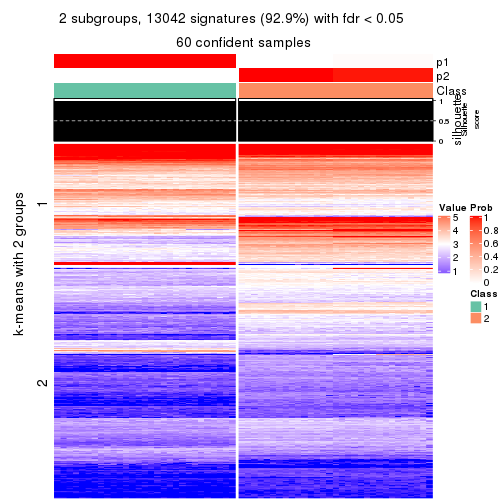 2 subgroups, 13042 signatures (92.9%) with fdr < 0.05
60 confident samples
p1
p2
Class
silhouette
Silhouette
score
1
0.5
0
k-means with 2 groups
1
2
Value
5
4
3
2
1
Prob
1
0.8
0.6
0.4
0.2
0
Class
1
2